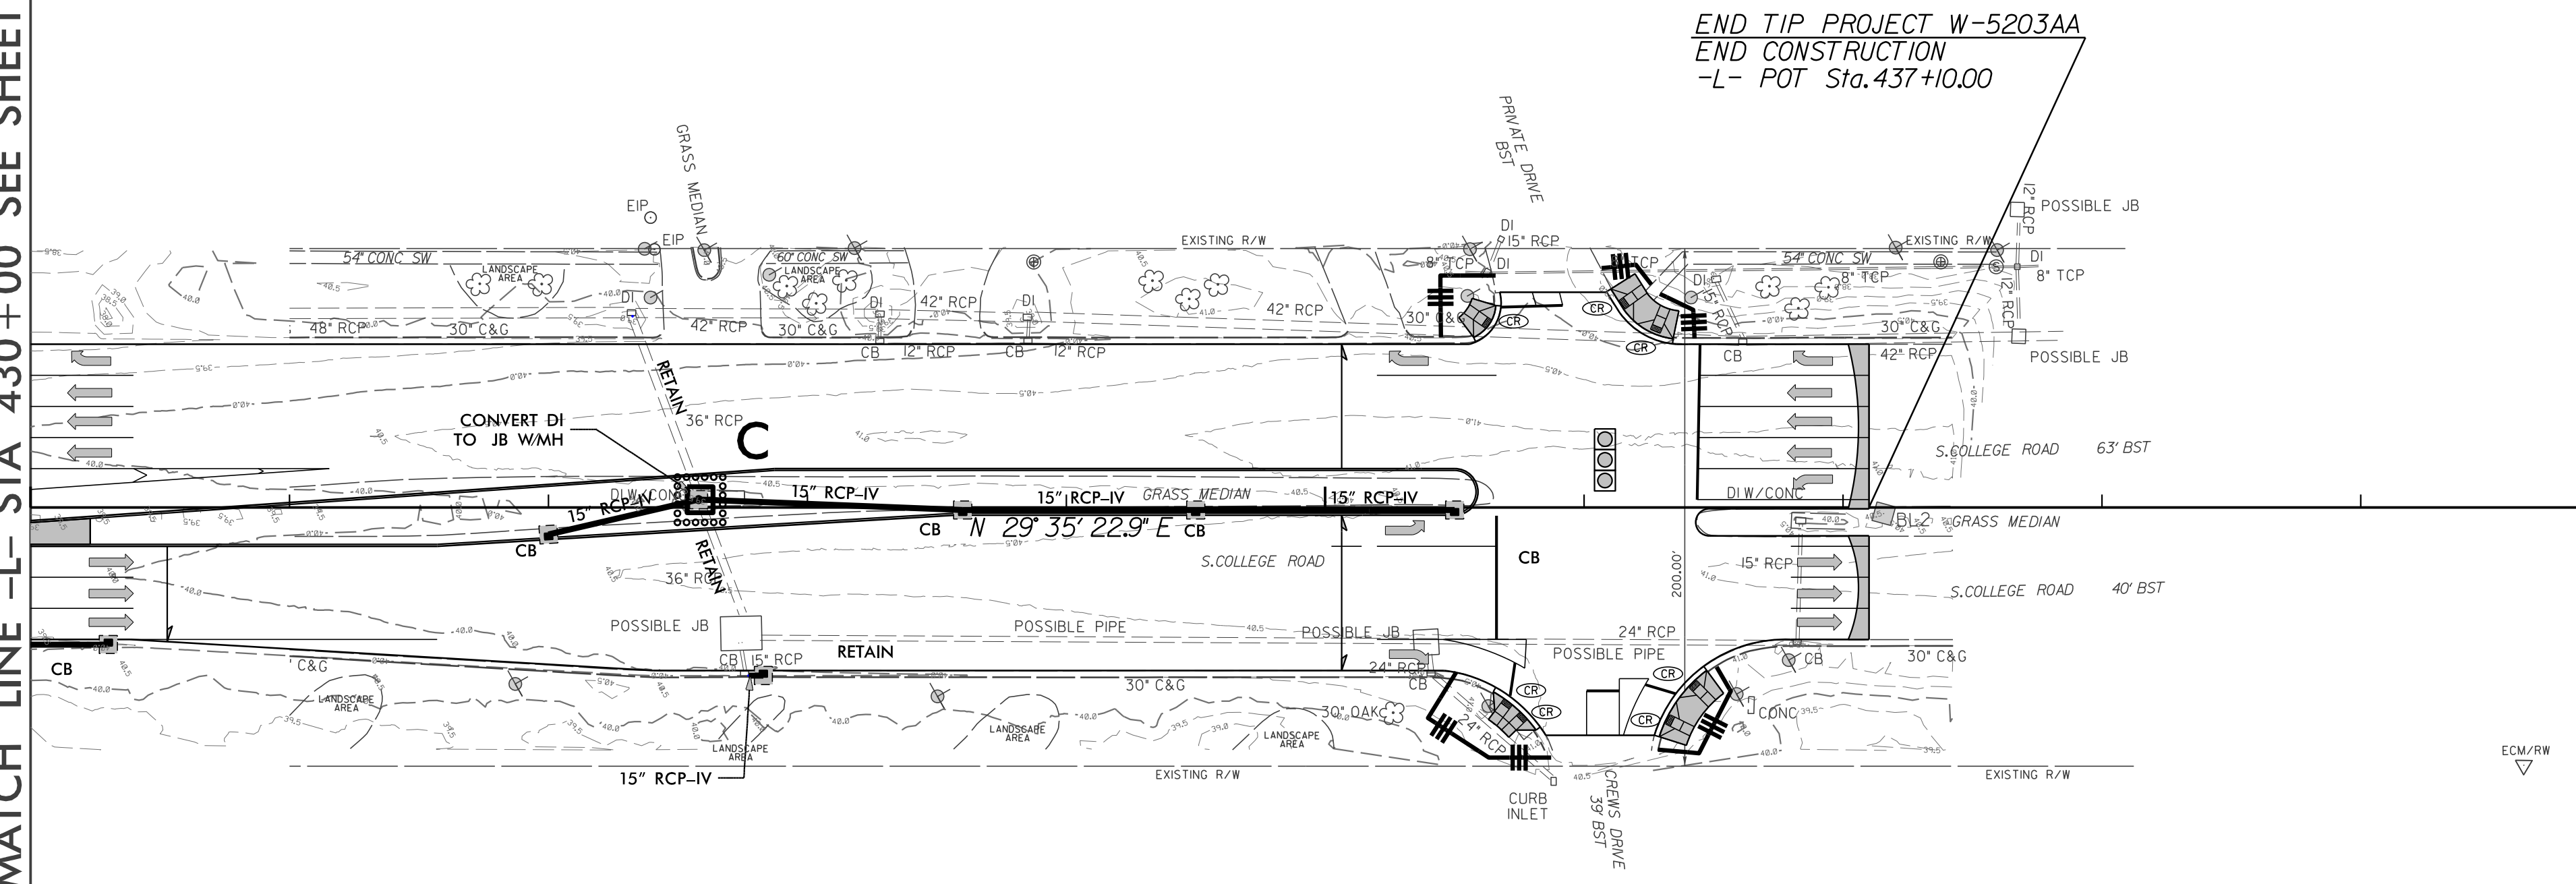 MATCH LINE -L- STA 430+00 SEE SHEET
END TIP PROJECT W-5203AA
END CONSTRUCTION
-L- POT Sta. 437+10.00
PRIVATE DRIVE
BST
GRASS MEDIAN
EIP
EIP
EXISTING R/W
EXISTING R/W
12" RCP
POSSIBLE JB
54" CONC SW
LANDSCAPE
AREA
60" CONC SW
LANDSCAPE
AREA
DI
15" RCP
8" TCP
DI
TCP
54" CONC SW
8" TCP
DI
8" TCP
DI
DI
42" RCP
DI
42" RCP
DI
15" RCP
12" RCP
48" RCP
30" C&G
42" RCP
30" C&G
30" C&G
CR
CR
CR
30" C&G
CB
12" RCP
CB
12" RCP
CB
42" RCP
POSSIBLE JB
RETAIN
36" RCP
CONVERT DI
TO JB W/MH
C
S.COLLEGE ROAD 63' BST
DI W/CONC
15" RCP-IV
15" RCP-IV
15" RCP-IV
GRASS MEDIAN
15" RCP-IV
DI W/CONC
CB
CB
N 29° 35' 22.9" E
CB
BL2
GRASS MEDIAN
CB
RETAIN
36" RCP
S.COLLEGE ROAD
200.00'
15" RCP
S.COLLEGE ROAD 40' BST
POSSIBLE JB
POSSIBLE PIPE
POSSIBLE JB
24" RCP
CB
CB
15" RCP
RETAIN
24" RCP
CB
POSSIBLE PIPE
CB
30" C&G
' C&G
30" C&G
CR
CR
CR
CR
LANDSCAPE
AREA
30" OAK
24" RCP
CONC
LANDSCAPE
AREA
LANDSCAPE
AREA
LANDSCAPE
AREA
15" RCP-IV
EXISTING R/W
EXISTING R/W
ECM/RW
CURB
INLET
CREWS DRIVE
39' BST